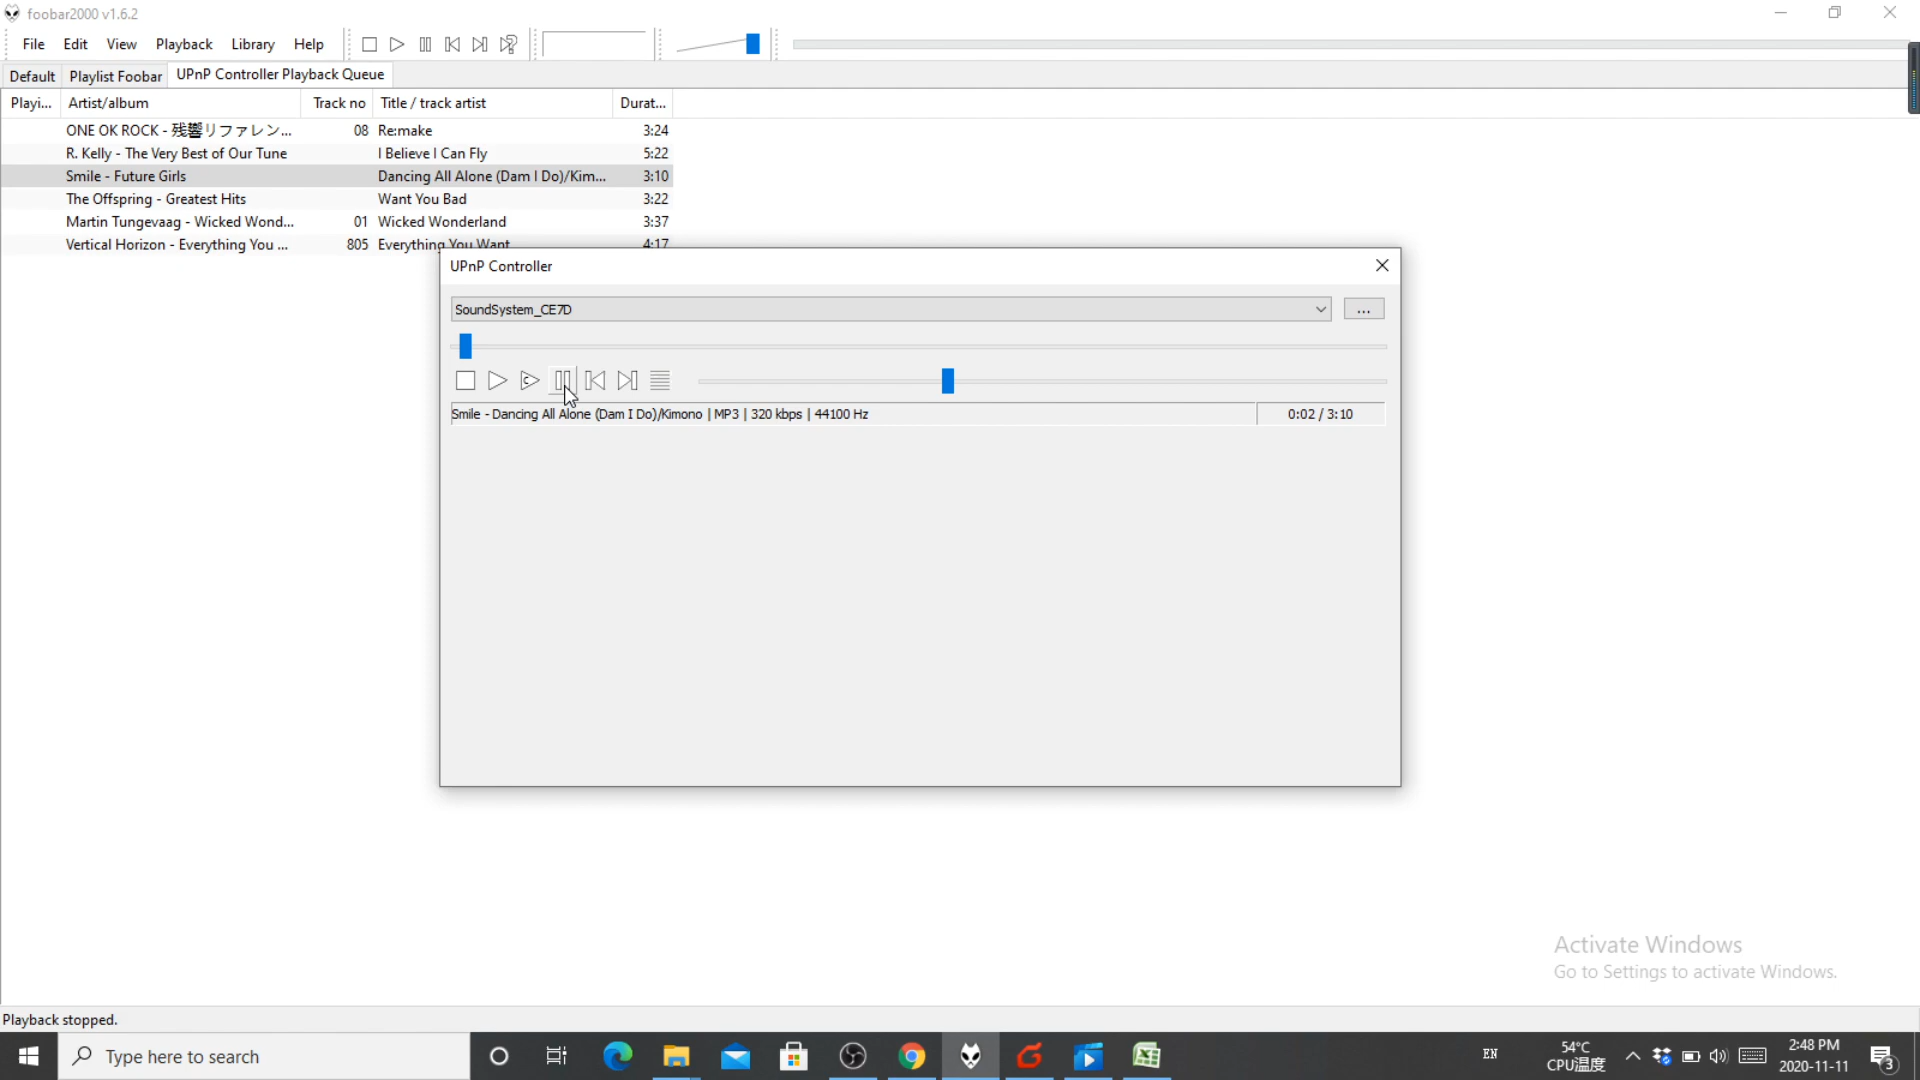 foobar2000 v1.6.2
File Edit View Playback Library Help
Default Playlist Foobar UPnP Controller Playback Queue
Playi... Artist/album Track no Title / track artist Durat...
ONE OK ROCK - 残響リファレン... 08 Re:make 3:24
R. Kelly - The Very Best of Our Tune I Believe I Can Fly 5:22
Smile - Future Girls Dancing All Alone (Dam I Do)/Kim... 3:10
The Offspring - Greatest Hits Want You Bad 3:22
Martin Tungevaag - Wicked Wond... 01 Wicked Wonderland 3:37
Vertical Horizon - Everything You ... 805 Everything You Want 4:17
UPnP Controller
SoundSystem_CE7D ...
Smile - Dancing All Alone (Dam I Do)/Kimono | MP3 | 320 kbps | 44100 Hz 0:02 / 3:10
Activate Windows
Go to Settings to activate Windows.
Playback stopped.
Type here to search
EN
54°C
CPU温度
2:48 PM
2020-11-11
3